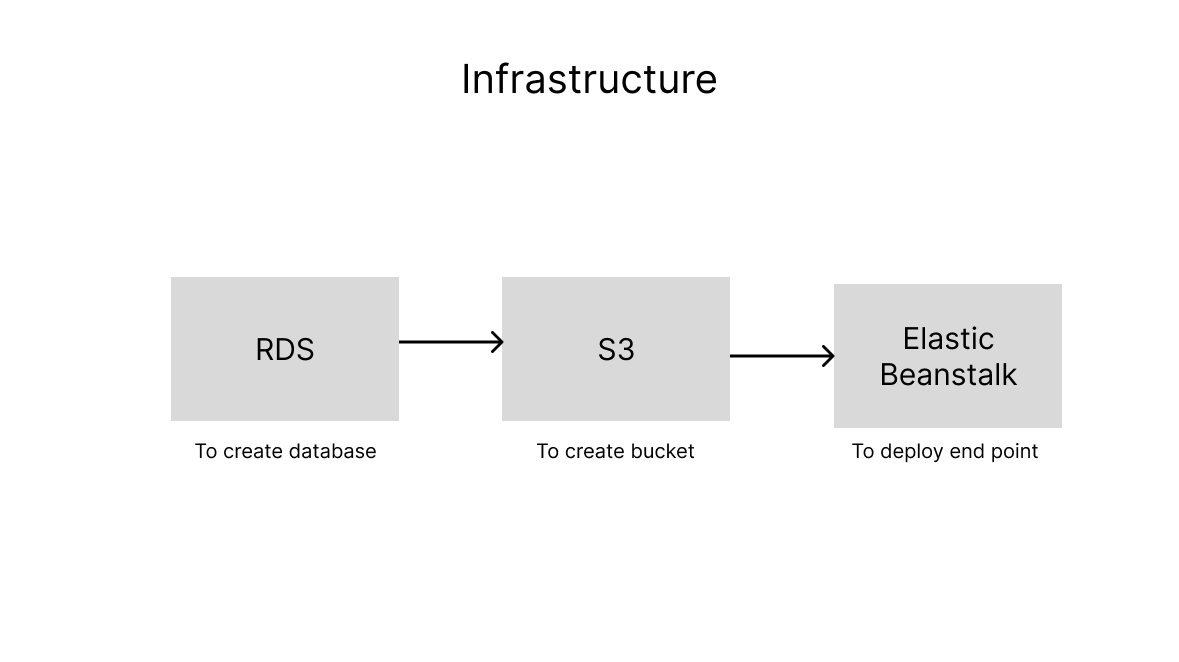 Infrastructure
RDS
S3
Elastic
Beanstalk
To create database
To create bucket
To deploy end point